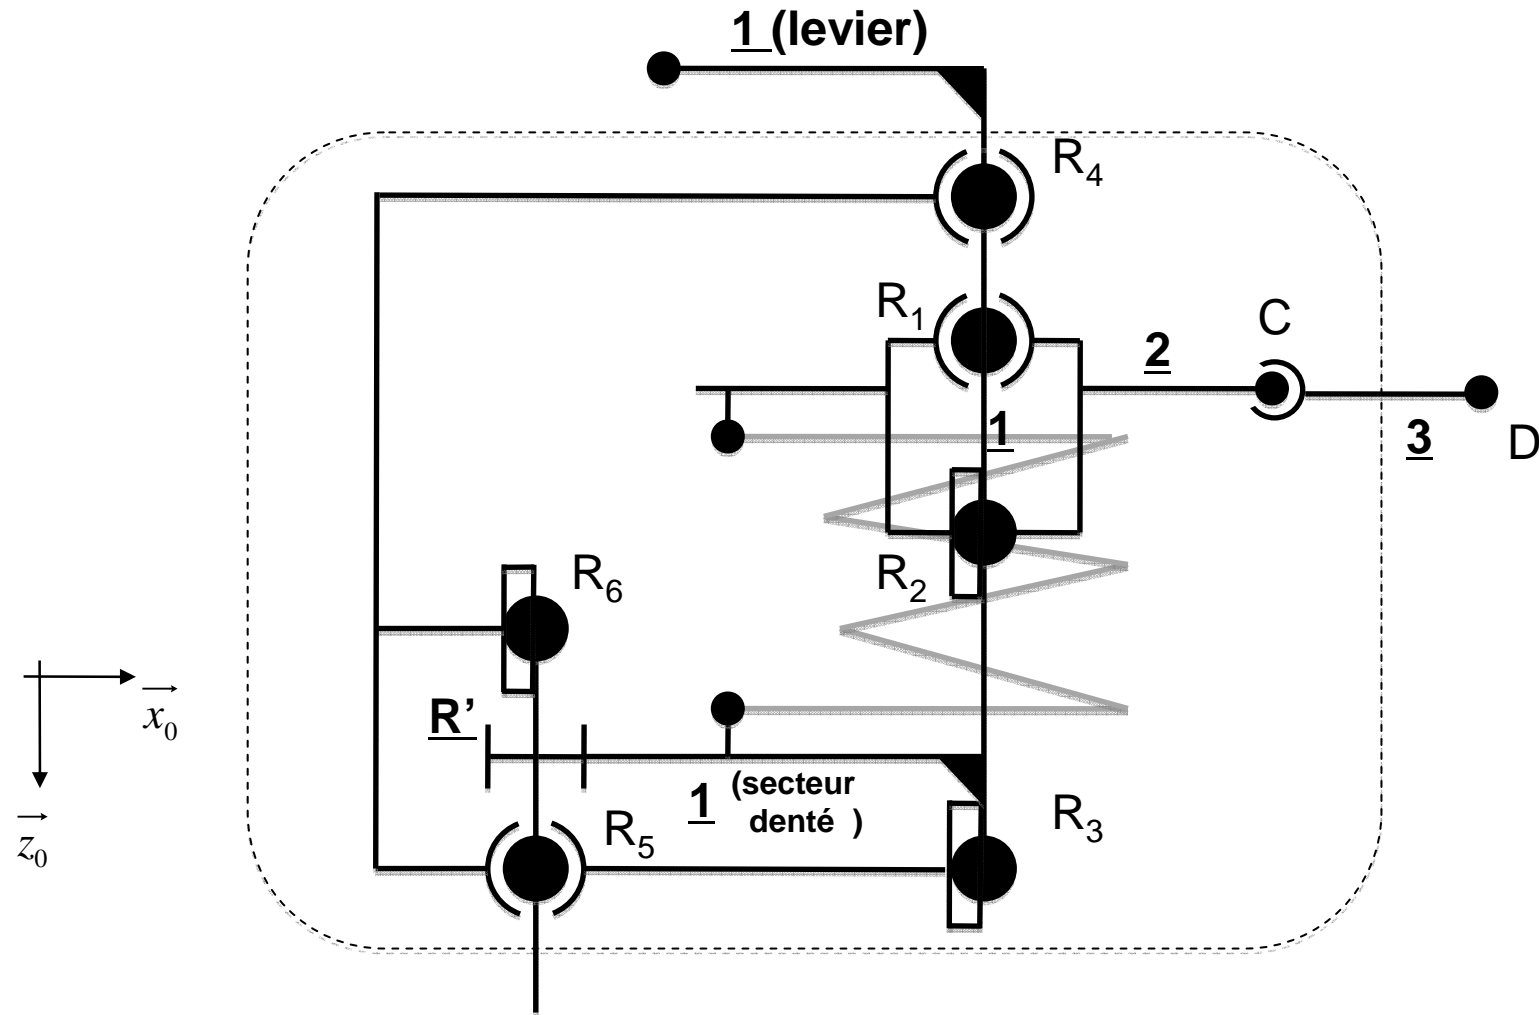 1 (levier)
R4
R1
C
2
1
3
D
R2
R6
x0
R'
1 (secteur
denté )
R3
R5
z0